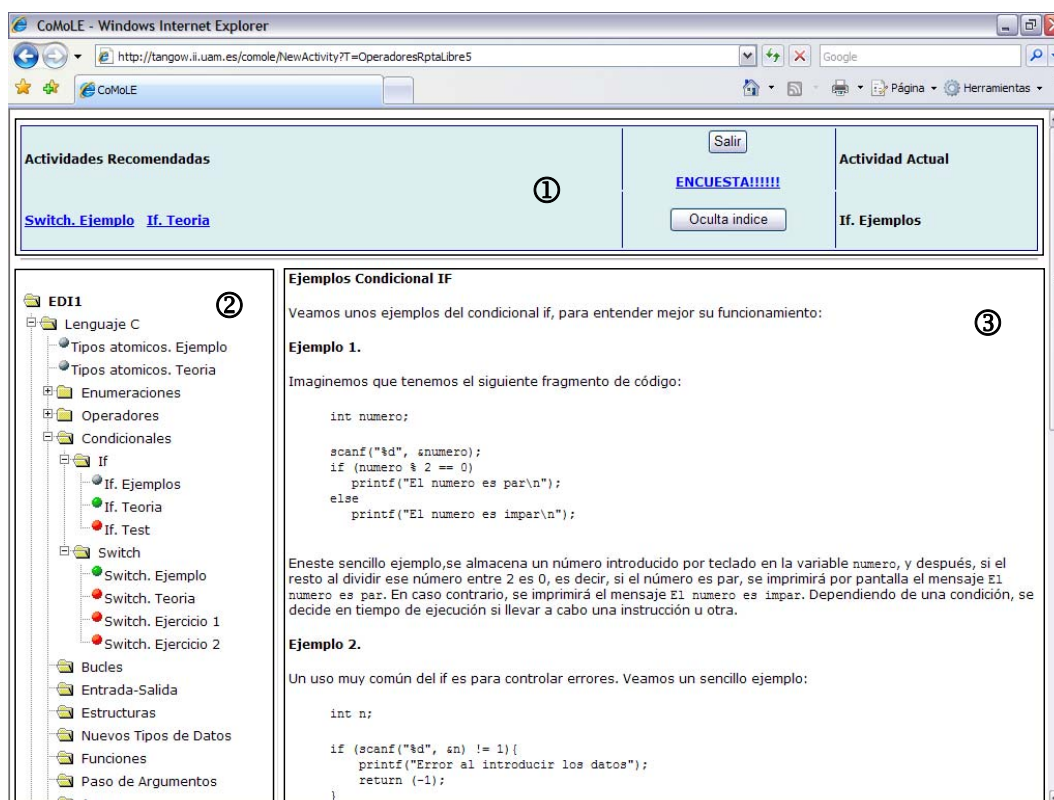 CoMoLE - Windows Internet Explorer
http://tangow.ii.uam.es/comole/NewActivity?T=OperadoresRptaLibre5
Google
CoMoLE
Página
Herramientas
Actividades Recomendadas
Switch. Ejemplo If. Teoria
①
Salir
ENCUESTA!!!!!!
Oculta indice
Actividad Actual
If. Ejemplos
②
EDI1
Lenguaje C
Tipos atomicos. Ejemplo
Tipos atomicos. Teoria
Enumeraciones
Operadores
Condicionales
If
If. Ejemplos
If. Teoria
If. Test
Switch
Switch. Ejemplo
Switch. Teoria
Switch. Ejercicio 1
Switch. Ejercicio 2
Bucles
Entrada-Salida
Estructuras
Nuevos Tipos de Datos
Funciones
Paso de Argumentos
③
Ejemplos Condicional IF
Veamos unos ejemplos del condicional if, para entender mejor su funcionamiento:
Ejemplo 1.
Imaginemos que tenemos el siguiente fragmento de código:
int numero;
scanf("%d", &numero);
if (numero % 2 == 0)
printf("El numero es par\n");
else
printf("El numero es impar\n");
Eneste sencillo ejemplo,se almacena un número introducido por teclado en la variable numero, y después, si el
resto al dividir ese número entre 2 es 0, es decir, si el número es par, se imprimirá por pantalla el mensaje El
numero es par. En caso contrario, se imprimirá el mensaje El numero es impar. Dependiendo de una condición, se
decide en tiempo de ejecución si llevar a cabo una instrucción u otra.
Ejemplo 2.
Un uso muy común del if es para controlar errores. Veamos un sencillo ejemplo:
int n;
if (scanf("%d", &n) != 1){
printf("Error al introducir los datos");
return (-1);
}